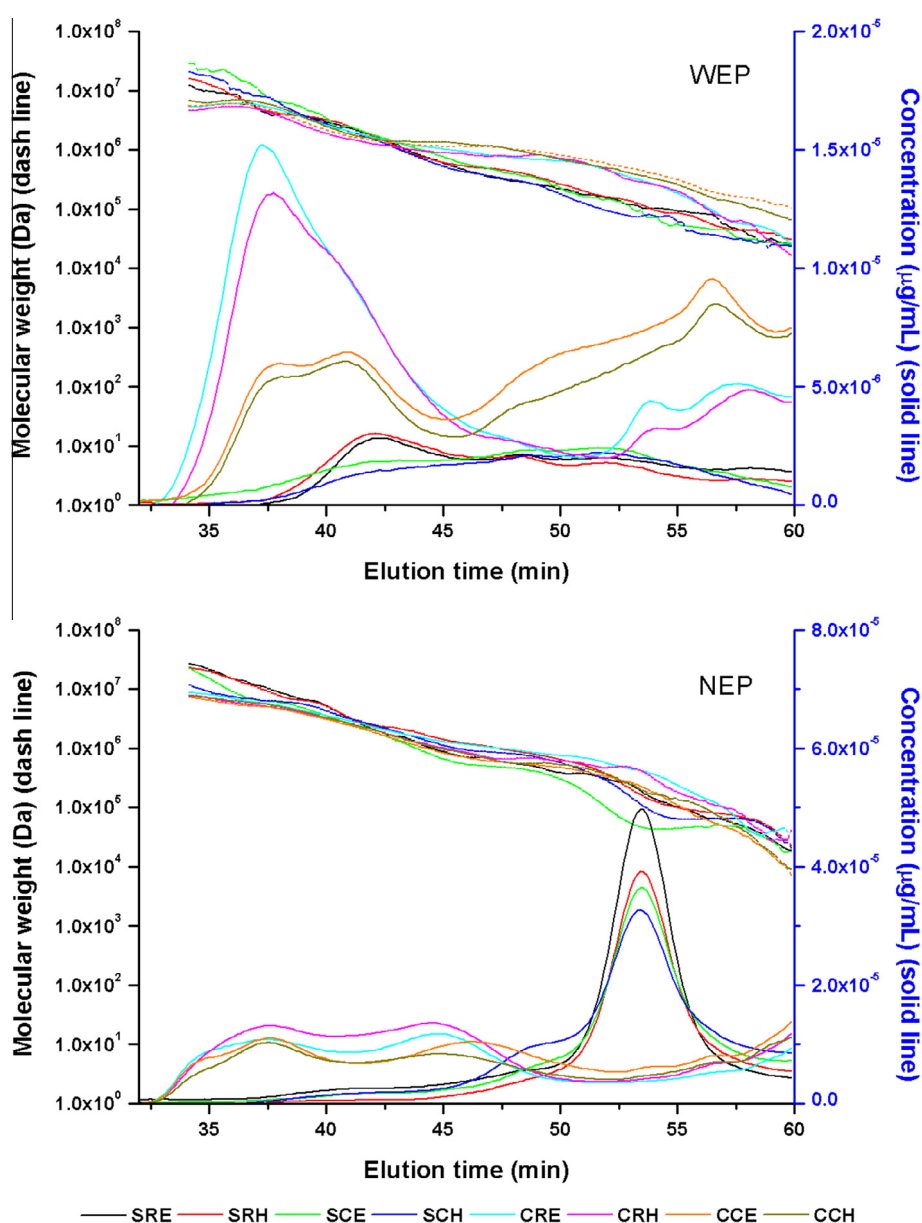 WEP
Molecular weight (Da) (dash line)
1.0x10⁸
1.0x10⁷
1.0x10⁶
1.0x10⁵
1.0x10⁴
1.0x10³
1.0x10²
1.0x10¹
1.0x10⁰
2.0x10⁻⁵
1.5x10⁻⁵
1.0x10⁻⁵
5.0x10⁻⁶
0.0
Concentration (µg/mL) (solid line)
35 40 45 50 55 60
Elution time (min)
NEP
Molecular weight (Da) (dash line)
1.0x10⁸
1.0x10⁷
1.0x10⁶
1.0x10⁵
1.0x10⁴
1.0x10³
1.0x10²
1.0x10¹
1.0x10⁰
8.0x10⁻⁵
6.0x10⁻⁵
4.0x10⁻⁵
2.0x10⁻⁵
0.0
Concentration (µg/mL) (solid line)
35 40 45 50 55 60
Elution time (min)
SRE SRH SCE SCH CRE CRH CCE CCH